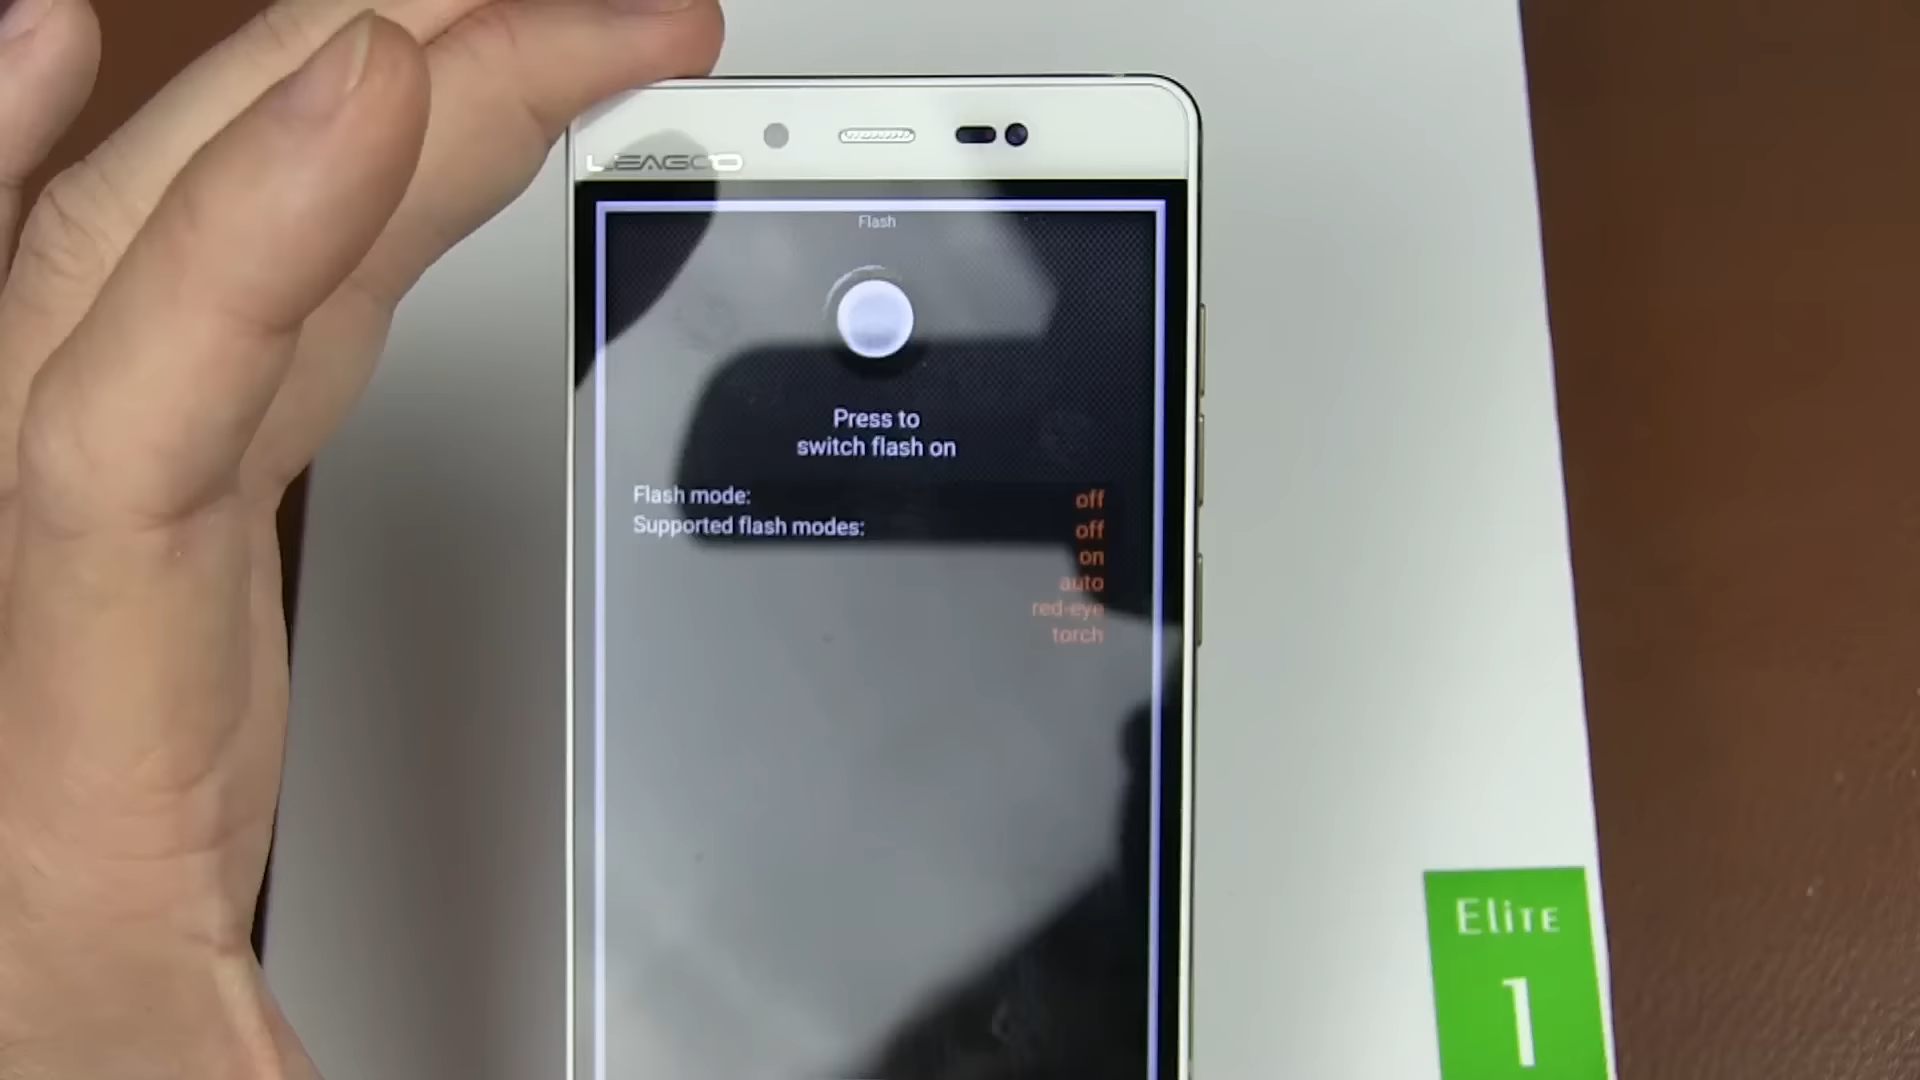 LEAGOO
Flash
Press to
switch flash on
Flash mode: off
Supported flash modes: off
on
auto
red-eye
torch
Elite
1